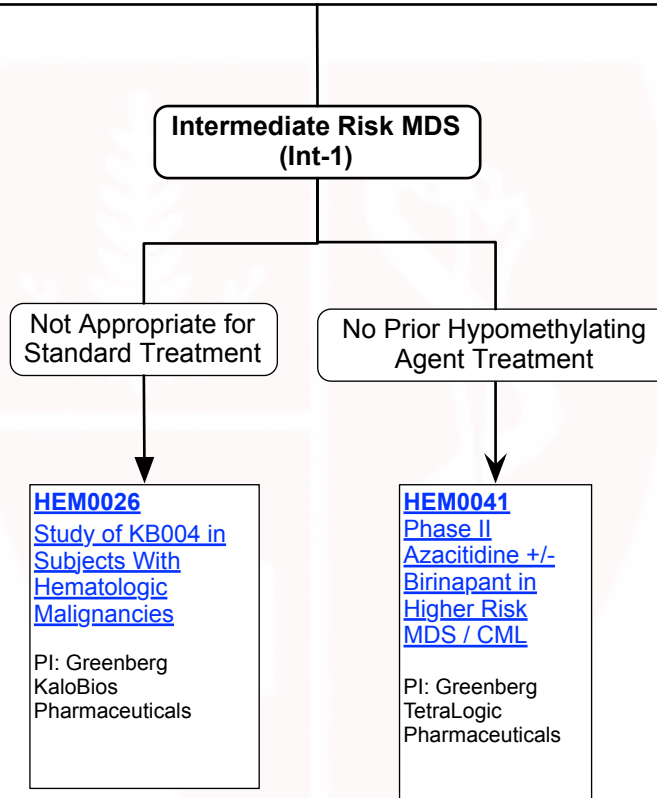 Intermediate Risk MDS
(Int-1)
Not Appropriate for
Standard Treatment
No Prior Hypomethylating
Agent Treatment
HEM0026
Study of KB004 in
Subjects With
Hematologic
Malignancies
PI: Greenberg
KaloBios
Pharmaceuticals
HEM0041
Phase II
Azacitidine +/-
Birinapant in
Higher Risk
MDS / CML
PI: Greenberg
TetraLogic
Pharmaceuticals